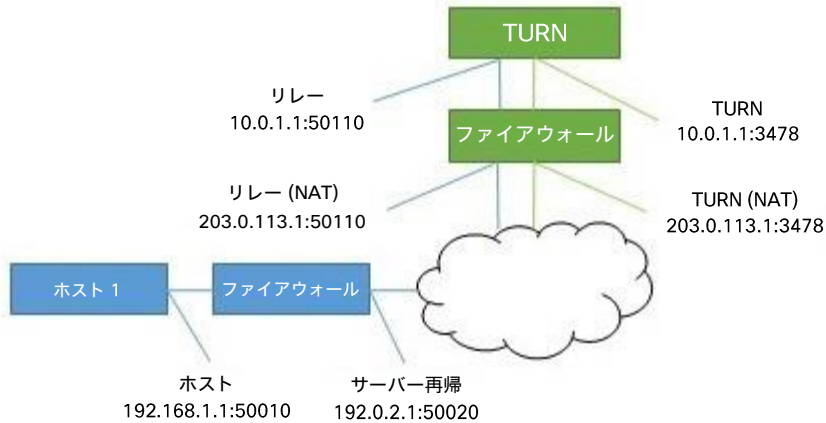 TURN
リレー
10.0.1.1:50110
TURN
10.0.1.1:3478
ファイアウォール
リレー (NAT)
203.0.113.1:50110
TURN (NAT)
203.0.113.1:3478
ホスト 1
ファイアウォール
ホスト
192.168.1.1:50010
サーバー再帰
192.0.2.1:50020